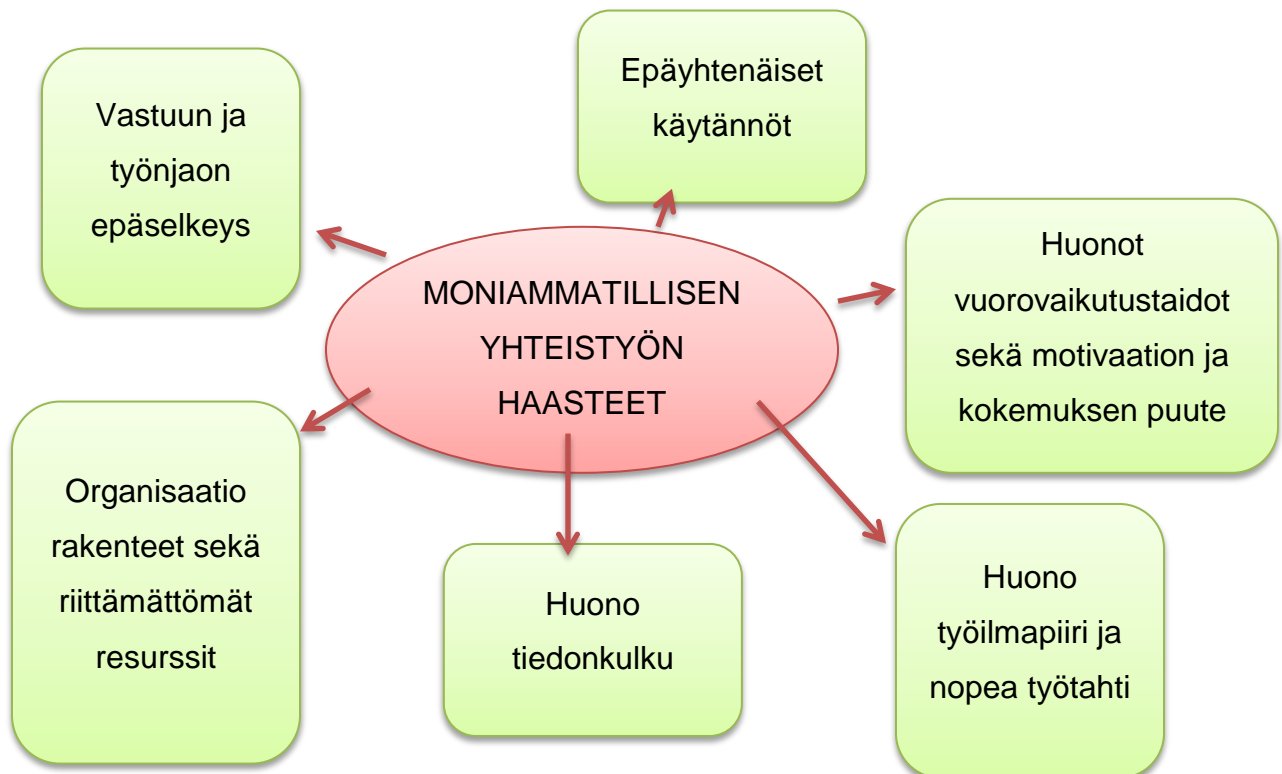 Epäyhtenäiset
käytännöt
Vastuun ja
työnjaon
epäselkeys
MONIAMMATILLISEN
YHTEISTYÖN
HAASTEET
Huonot
vuorovaikutustaidot
sekä motivaation ja
kokemuksen puute
Organisaatio
rakenteet sekä
riittämättömät
resurssit
Huono
tiedonkulku
Huono
työilmapiiri ja
nopea työtahti